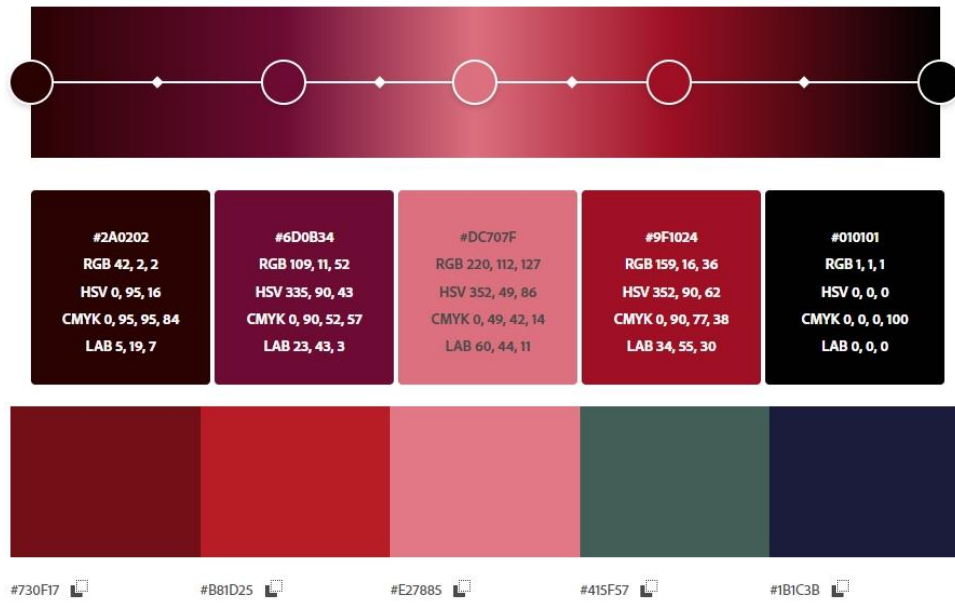 #2A0202
RGB 42, 2, 2
HSV 0, 95, 16
CMYK 0, 95, 95, 84
LAB 5, 19, 7
#6D0B34
RGB 109, 11, 52
HSV 335, 90, 43
CMYK 0, 90, 52, 57
LAB 23, 43, 3
#DC707F
RGB 220, 112, 127
HSV 352, 49, 86
CMYK 0, 49, 42, 14
LAB 60, 44, 11
#9F1024
RGB 159, 16, 36
HSV 352, 90, 62
CMYK 0, 90, 77, 38
LAB 34, 55, 30
#010101
RGB 1, 1, 1
HSV 0, 0, 0
CMYK 0, 0, 0, 100
LAB 0, 0, 0
#730F17
#B81D25
#E27885
#415F57
#1B1C3B